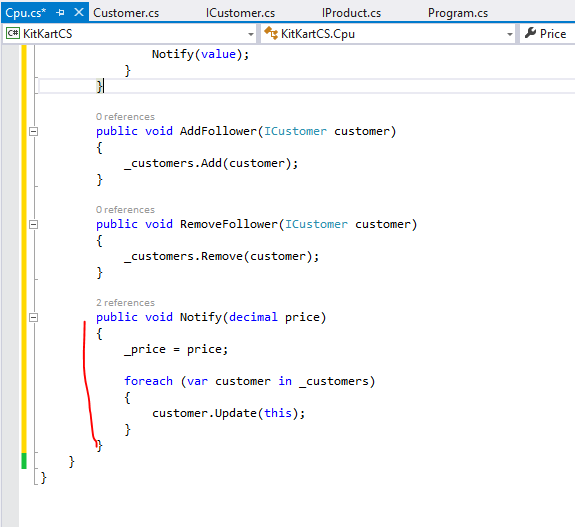 Cpu.cs* Customer.cs ICustomer.cs IProduct.cs Program.cs
C# KitKartCS KitKartCS.Cpu Price
Notify(value);
}
}
0 references
public void AddFollower(ICustomer customer)
{
_customers.Add(customer);
}
0 references
public void RemoveFollower(ICustomer customer)
{
_customers.Remove(customer);
}
2 references
public void Notify(decimal price)
{
_price = price;
foreach (var customer in _customers)
{
customer.Update(this);
}
}
}
}